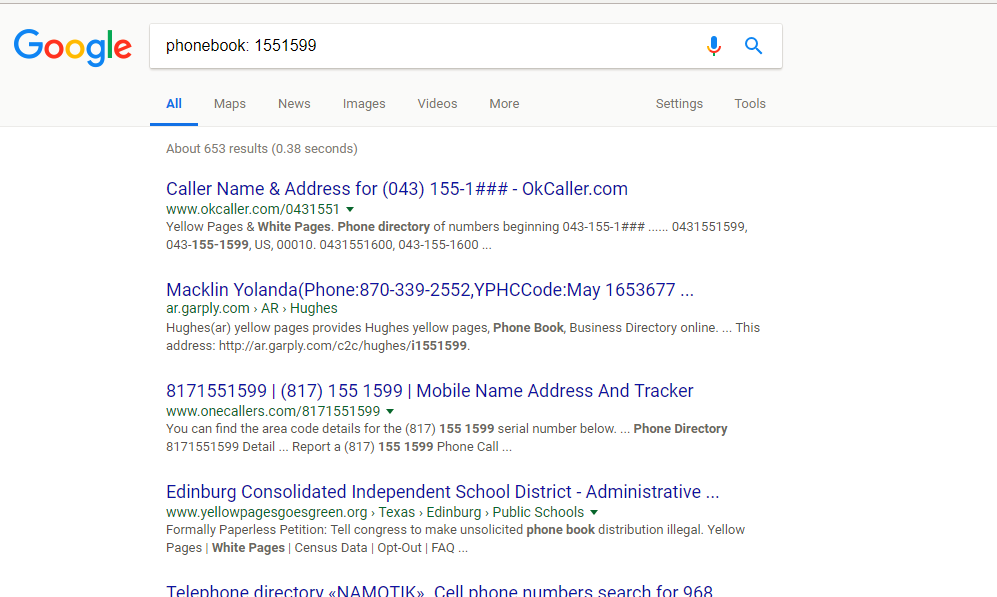 Google
phonebook: 1551599
All Maps News Images Videos More Settings Tools
About 653 results (0.38 seconds)
Caller Name & Address for (043) 155-1### - OkCaller.com
www.okcaller.com/0431551
Yellow Pages & White Pages. Phone directory of numbers beginning 043-155-1### ...... 0431551599,
043-155-1599, US, 00010. 0431551600, 043-155-1600 ...
Macklin Yolanda(Phone:870-339-2552,YPHCCode:May 1653677 ...
ar.garply.com › AR › Hughes
Hughes(ar) yellow pages provides Hughes yellow pages, Phone Book, Business Directory online. ... This
address: http://ar.garply.com/c2c/hughes/i1551599.
8171551599 | (817) 155 1599 | Mobile Name Address And Tracker
www.onecallers.com/8171551599
You can find the area code details for the (817) 155 1599 serial number below. ... Phone Directory
8171551599 Detail ... Report a (817) 155 1599 Phone Call ...
Edinburg Consolidated Independent School District - Administrative ...
www.yellowpagesgoesgreen.org › Texas › Edinburg › Public Schools
Formally Paperless Petition: Tell congress to make unsolicited phone book distribution illegal. Yellow
Pages | White Pages | Census Data | Opt-Out | FAQ ...
Telephone directory «NAMOTIK». Cell phone numbers search for 968